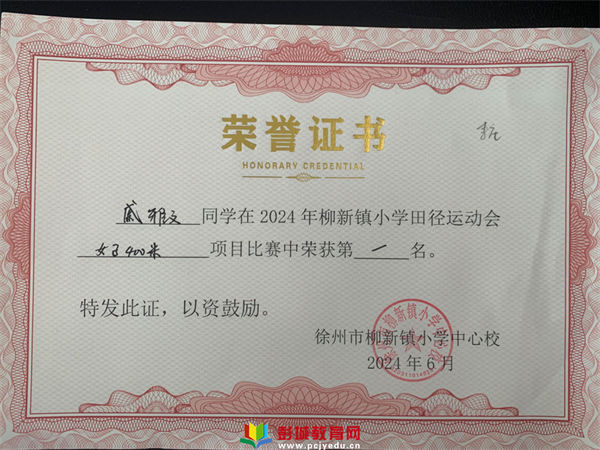 荣誉证书
HONORARY CREDENTIAL
戚雅文同学在2024年柳新镇小学田径运动会
女子400米项目比赛中荣获第一名。
特发此证，以资鼓励。
徐州市柳新镇小学中心校
2024年6月
彭城教育网
www.pcjyedu.cn